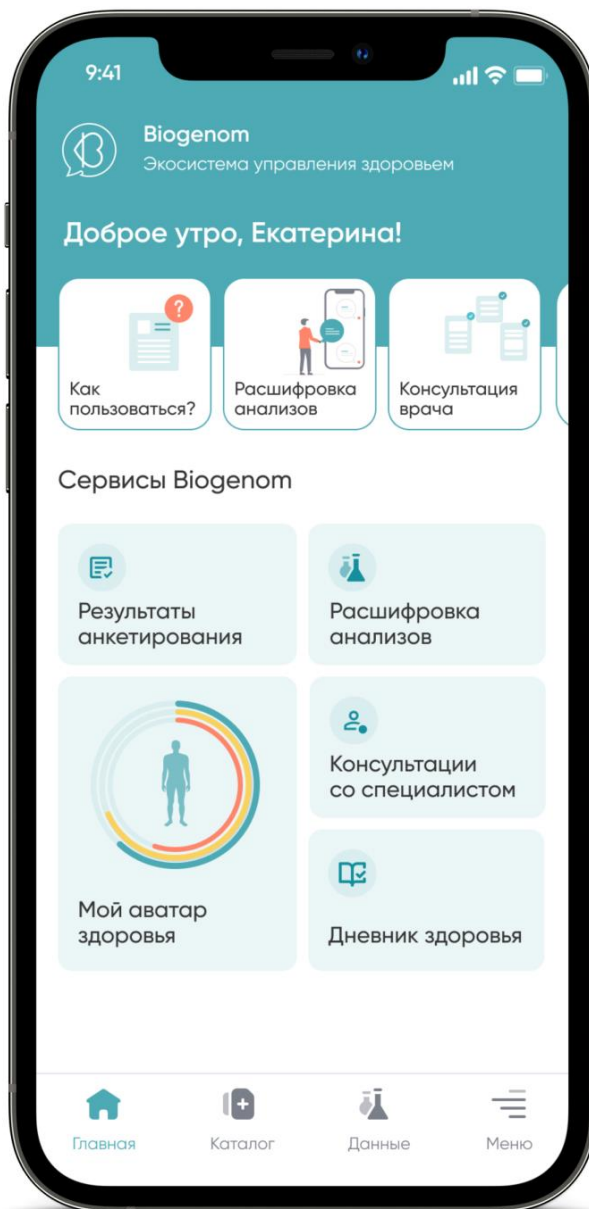 9:41
Biogenom
Экосистема управления здоровьем
Доброе утро, Екатерина!
Как
пользоваться?
Расшифровка
анализов
Консультация
врача
Сервисы Biogenom
Результаты
анкетирования
Расшифровка
анализов
Мой аватар
здоровья
Консультации
со специалистом
Дневник здоровья
Главная
Каталог
Данные
Меню